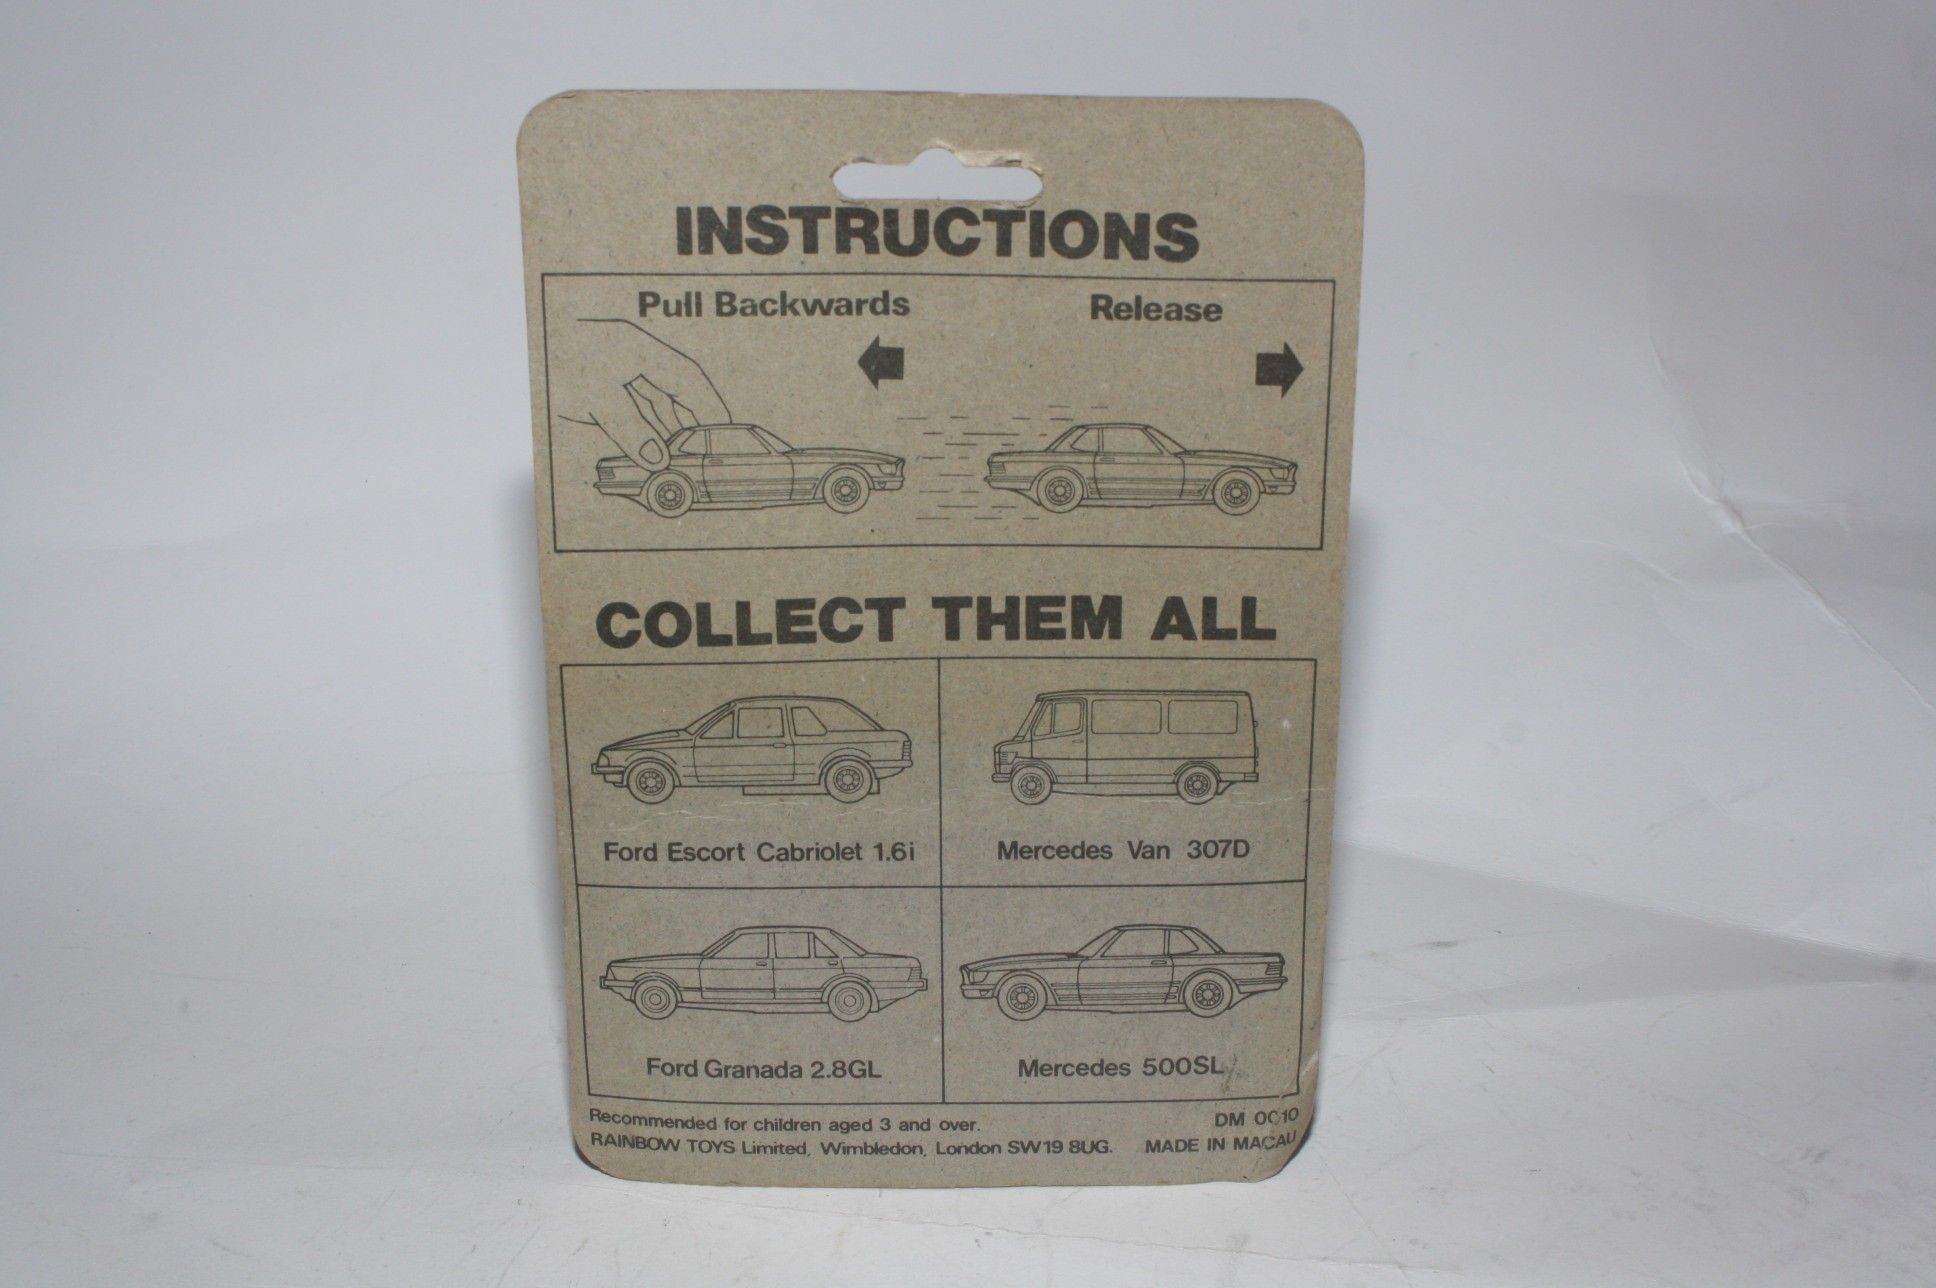 INSTRUCTIONS
Pull Backwards
Release
COLLECT THEM ALL
Ford Escort Cabriolet 1.6i
Mercedes Van 307D
Ford Granada 2.8GL
Mercedes 500SL
Recommended for children aged 3 and over.
DM 0010
RAINBOW TOYS Limited, Wimbledon, London SW19 8UG.
MADE IN MACAU